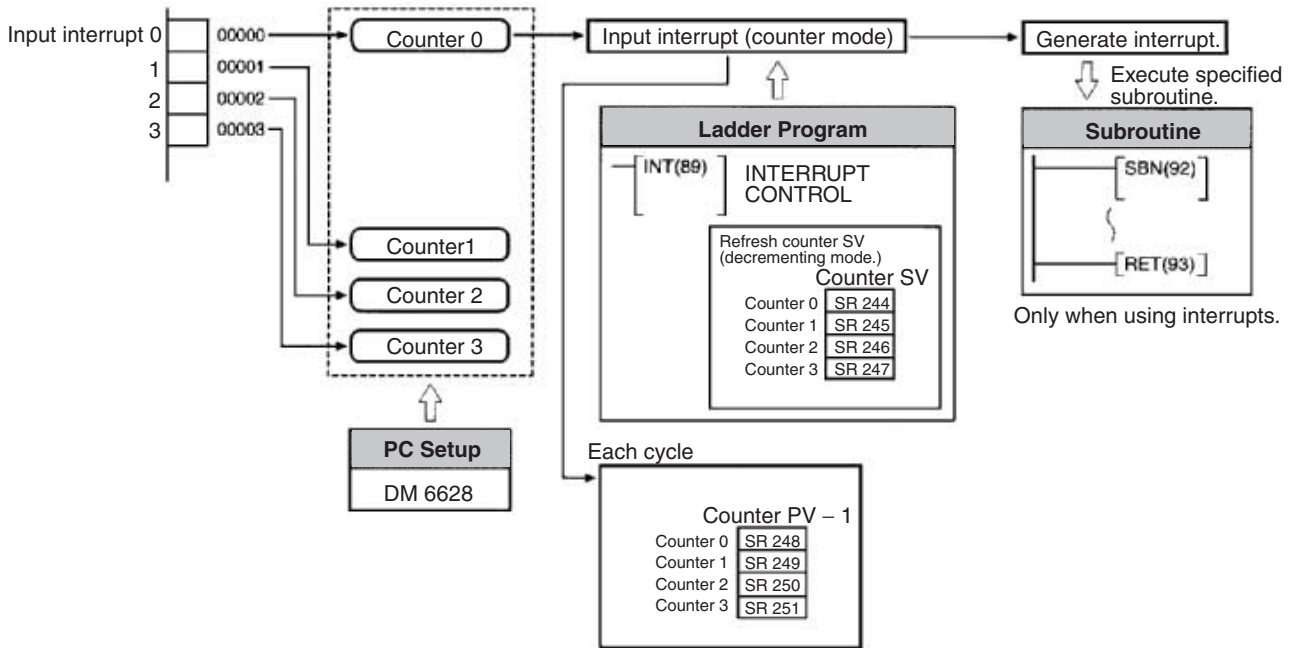 Input interrupt 0
00000
Counter 0
Input interrupt (counter mode)
Generate interrupt.
1
00001
2
00002
3
00003
Execute specified
subroutine.
Ladder Program
INT(89)
INTERRUPT
CONTROL
Refresh counter SV
(decrementing mode.)
Counter SV
Counter 0 SR 244
Counter 1 SR 245
Counter 2 SR 246
Counter 3 SR 247
Subroutine
SBN(92)
RET(93)
Only when using interrupts.
Counter1
Counter 2
Counter 3
PC Setup
DM 6628
Each cycle
Counter PV – 1
Counter 0 SR 248
Counter 1 SR 249
Counter 2 SR 250
Counter 3 SR 251